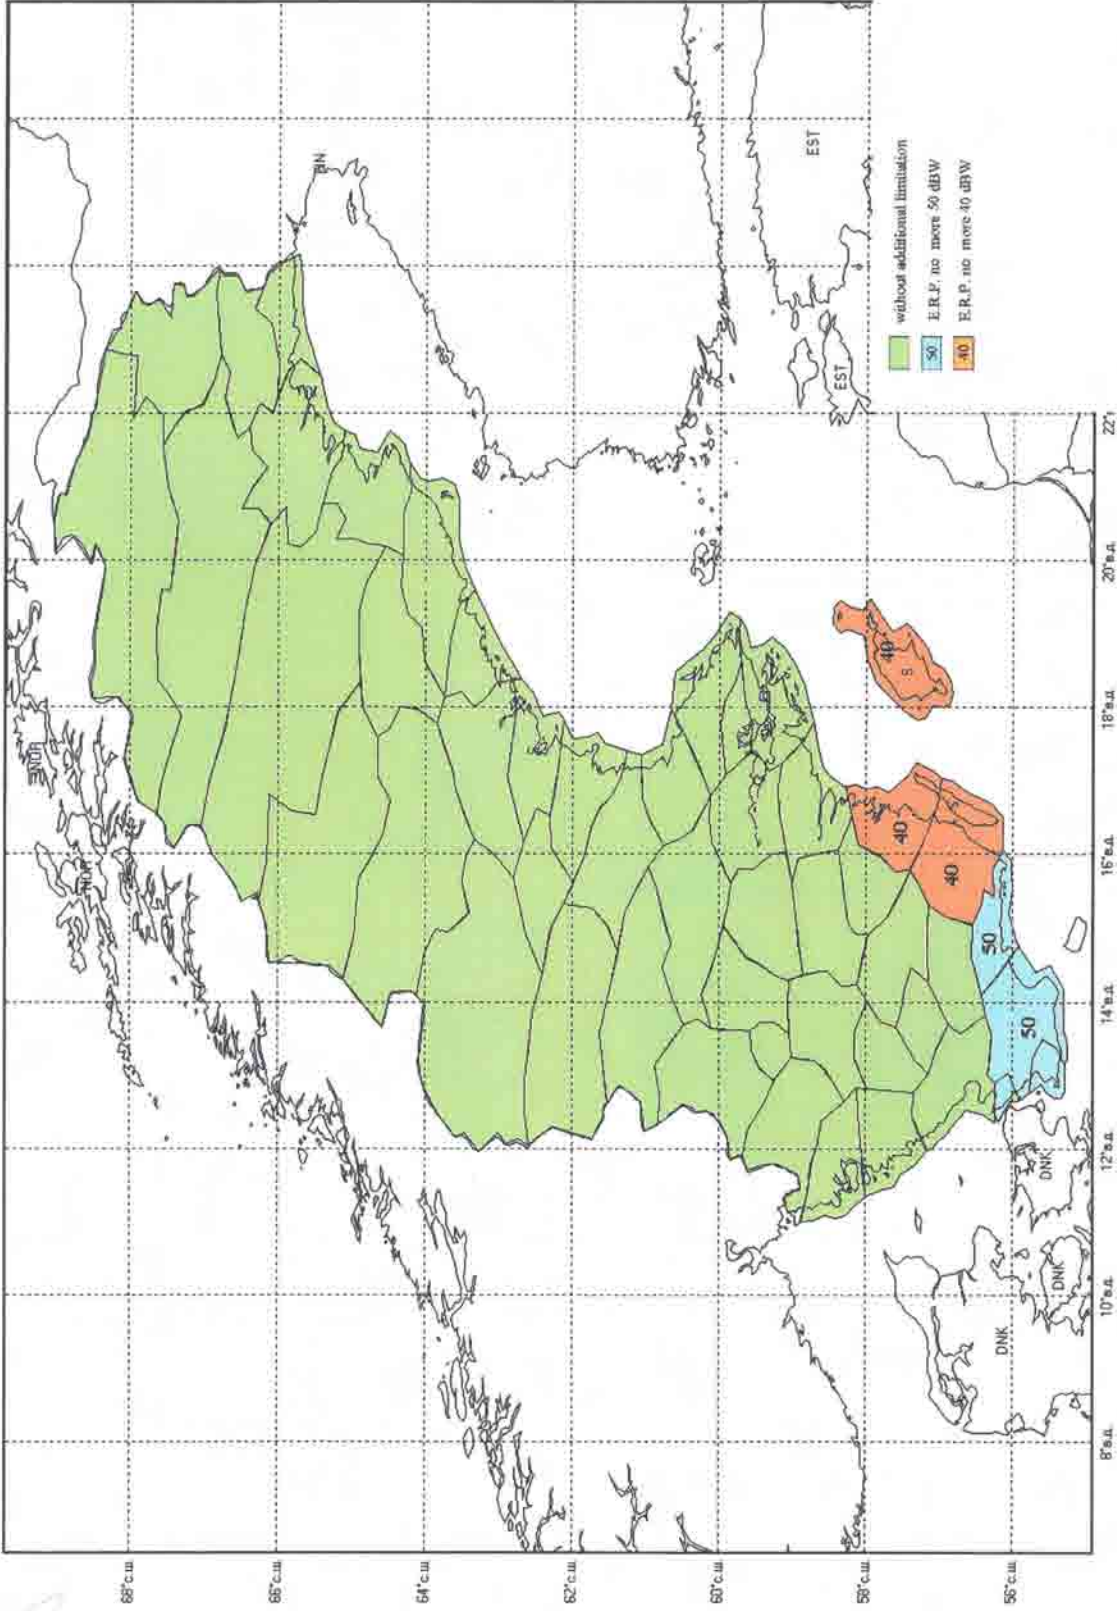 without additional limitation
50 E.R.P. no more 50 dBW
40 E.R.P. no more 40 dBW
68°с.ш.
66°с.ш.
64°с.ш.
62°с.ш.
60°с.ш.
58°с.ш.
56°с.ш.
8°в.д.
10°в.д.
12°в.д.
14°в.д.
16°в.д.
18°в.д.
20°в.д.
22°
NOR
EST
EST
DNK
DNK
DNK
S
S
40
40
40
50
50